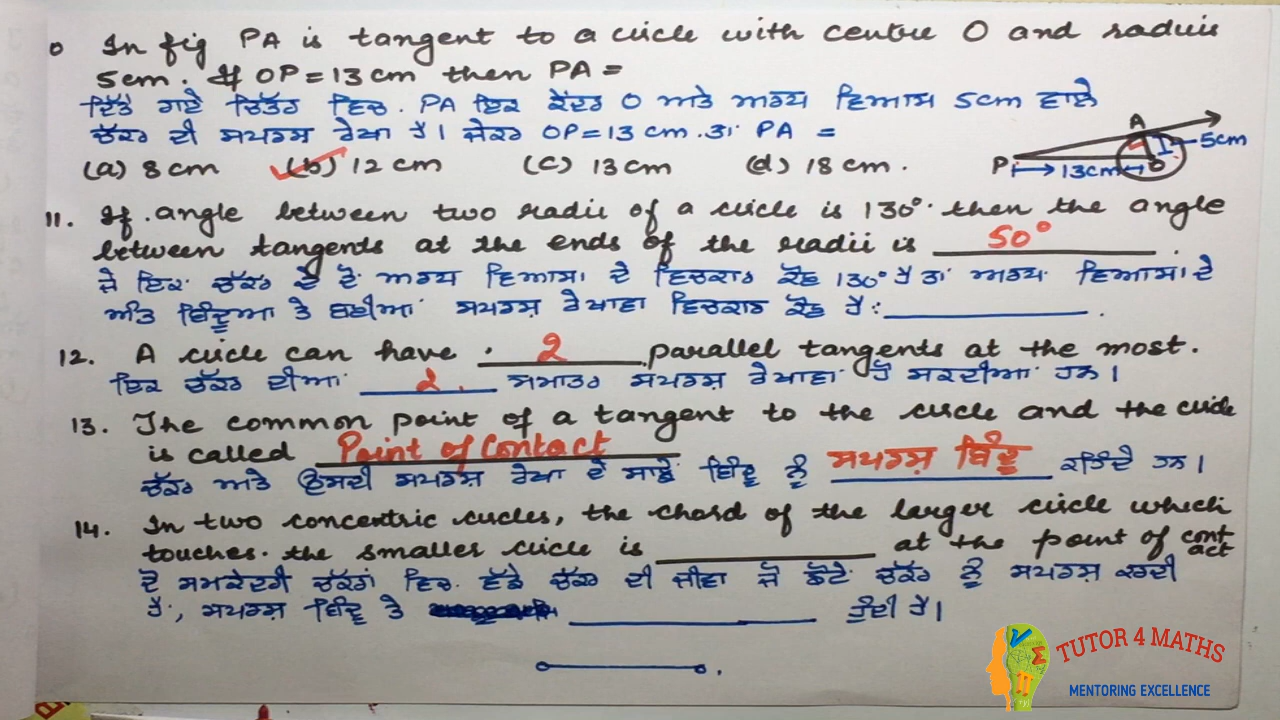 0 In fig PA is tangent to a circle with centre O and raduis
5cm. If OP = 13 cm then PA =
ਦਿੱਤੇ ਗਏ ਚਿੱਤਰ ਵਿਚ. PA ਇਕ ਕੇਂਦਰ O ਅਤੇ ਅਰਧ ਵਿਆਸ 5cm ਵਾਲੇ
ਚੱਕਰ ਦੀ ਸਪਰਸ਼ ਰੇਖਾ ਹੈ। ਜੇਕਰ OP = 13 cm. ਤਾਂ PA =
(a) 8 cm (b) 12 cm (c) 13 cm (d) 18 cm.
A 5cm
P 13cm O
11. If angle between two radii of a circle is 130°. then the angle
between tangents at the ends of the radii is 50° .
ਜੇ ਇਕ ਚੱਕਰ ਦੇ ਦੋ ਅਰਧ ਵਿਆਸਾਂ ਦੇ ਵਿਚਕਾਰ ਕੋਣ 130° ਹੈ ਤਾਂ ਅਰਧ ਵਿਆਸਾਂ ਦੇ
ਅੰਤ ਬਿੰਦੂਆ ਤੇ ਬਣੀਆਂ ਸਪਰਸ਼ ਰੇਖਾਵਾ ਵਿਚਕਾਰ ਕੋਣ ਹੈ: .
12. A circle can have . 2 parallel tangents at the most.
ਇਕ ਚੱਕਰ ਦੀਆਂ 2. ਸਮਾਂਤਰ ਸਪਰਸ਼ ਰੇਖਾਵਾਂ ਹੋ ਸਕਦੀਆਂ ਹਨ।
13. The common point of a tangent to the circle and the circle
is called Point of Contact
ਚੱਕਰ ਅਤੇ ਉਸਦੀ ਸਪਰਸ਼ ਰੇਖਾ ਦੇ ਸਾਂਝੇ ਬਿੰਦੂ ਨੂੰ ਸਪਰਸ਼ ਬਿੰਦੂ ਕਹਿੰਦੇ ਹਨ।
14. In two concentric circles, the chord of the larger circle which
touches. the smaller circle is at the point of contact
ਦੋ ਸਮਕੇਂਦਰੀ ਚੱਕਰਾਂ ਵਿਚ. ਵੱਡੇ ਚੱਕਰ ਦੀ ਜੀਵਾ ਜੋ ਛੋਟੇ ਚੱਕਰ ਨੂੰ ਸਪਰਸ਼ ਕਰਦੀ
ਹੈ, ਸਪਰਸ਼ ਬਿੰਦੂ ਤੇ ਹੁੰਦੀ ਹੈ।
TUTOR 4 MATHS
MENTORING EXCELLENCE